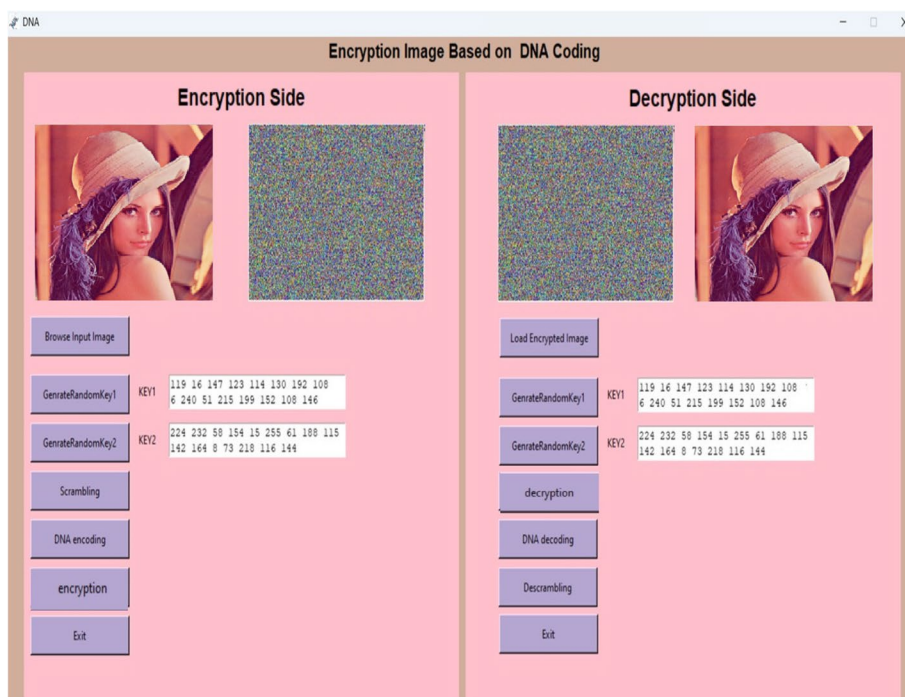 DNA
Encryption Image Based on DNA Coding
Encryption Side
Browse Input Image
GenrateRandomKey1
KEY1
119 16 147 123 114 130 192 108
6 240 51 215 199 152 108 146
GenrateRandomKey2
KEY2
224 232 58 154 15 255 61 188 115
142 164 8 73 218 116 144
Scrambling
DNA encoding
encryption
Exit
Decryption Side
Load Encrypted Image
GenrateRandomKey1
KEY1
119 16 147 123 114 130 192 108
6 240 51 215 199 152 108 146
GenrateRandomKey2
KEY2
224 232 58 154 15 255 61 188 115
142 164 8 73 218 116 144
decryption
DNA decoding
Descrambling
Exit